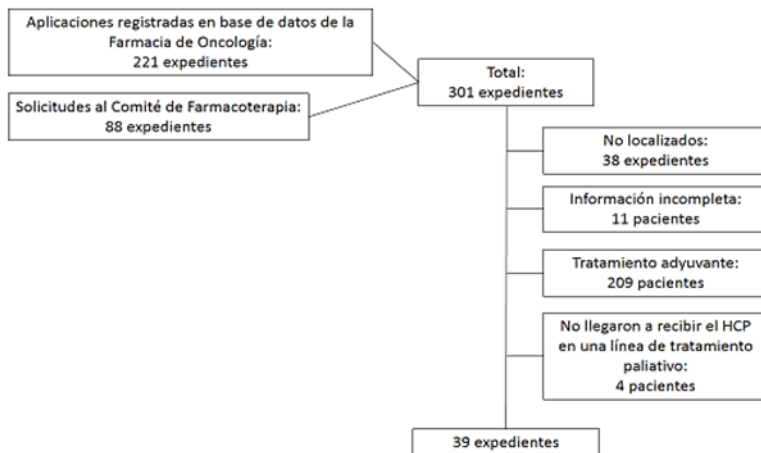 Aplicaciones registradas en base de datos de la
Farmacia de Oncología:
221 expedientes
Solicitudes al Comité de Farmacoterapia:
88 expedientes
Total:
301 expedientes
No localizados:
38 expedientes
Información incompleta:
11 pacientes
Tratamiento adyuvante:
209 pacientes
No llegaron a recibir el HCP
en una línea de tratamiento
paliativo:
4 pacientes
39 expedientes